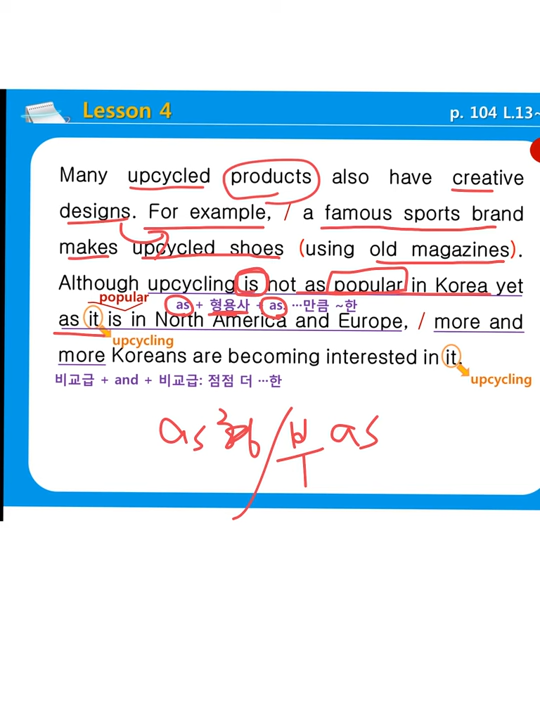 Lesson 4
p. 104 L.13~
Many upcycled products also have creative
designs. For example, / a famous sports brand
makes upcycled shoes (using old magazines).
Although upcycling is not as popular in Korea yet
popular
as + 형용사 + as ···만큼 ~한
as it is in North America and Europe, / more and
upcycling
more Koreans are becoming interested in it.
비교급 + and + 비교급: 점점 더 ···한
upcycling
as 형/부 as